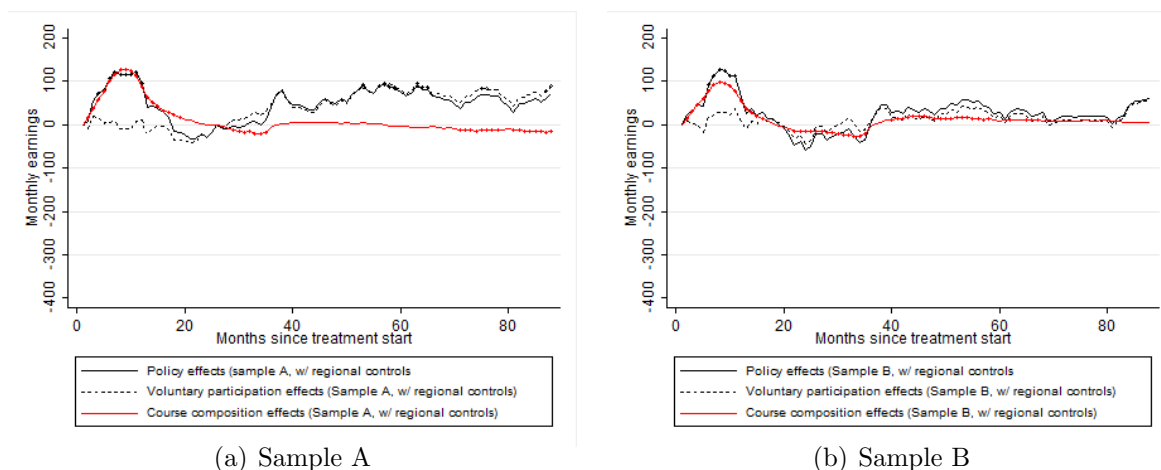 200
100
0
-100
-200
-300
-400
Monthly earnings
0 20 40 60 80
Months since treatment start
Policy effects (sample A, w/ regional controls
Voluntary participation effects (Sample A, w/ regional controls)
Course composition effects (Sample A, w/ regional controls)
(a) Sample A
200
100
0
-100
-200
-300
-400
Monthly earnings
0 20 40 60 80
Months since treatment start
Policy effects (Sample B, w/ regional controls
Voluntary participation effects (Sample B, w/ regional controls)
Course composition effects (Sample B, w/ regional controls)
(b) Sample B